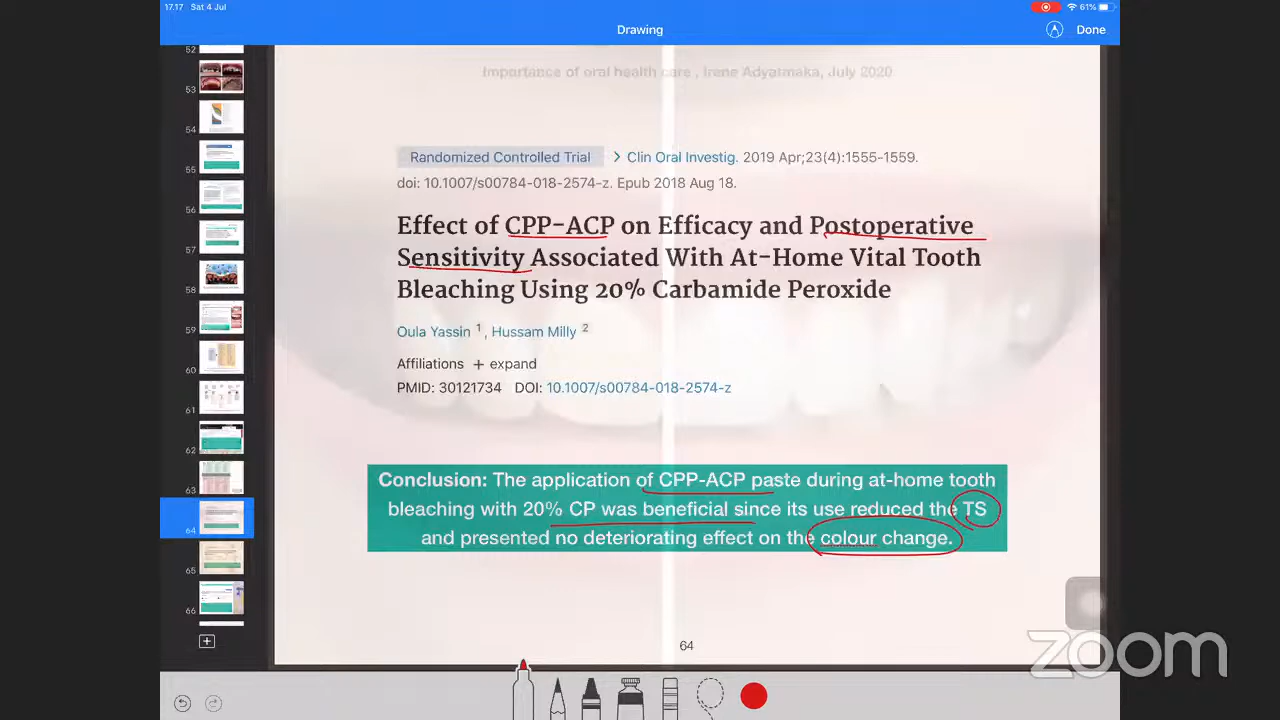 17.17 Sat 4 Jul
61%
Drawing
Done
Importance of oral health care , Irene Adyatmaka, July 2020
Randomized Controlled Trial > Clin Oral Investig. 2019 Apr;23(4):1555-1559.
doi: 10.1007/s00784-018-2574-z. Epub 2018 Aug 18.
Effect of CPP-ACP on Efficacy and Postoperative
Sensitivity Associated With At-Home Vital Tooth
Bleaching Using 20% Carbamide Peroxide
Oula Yassin 1, Hussam Milly 2
Affiliations + expand
PMID: 30121734 DOI: 10.1007/s00784-018-2574-z
Conclusion: The application of CPP-ACP paste during at-home tooth
bleaching with 20% CP was beneficial since its use reduced the TS
and presented no deteriorating effect on the colour change.
64
52
53
54
55
56
57
58
59
60
61
62
63
64
65
66
zoom